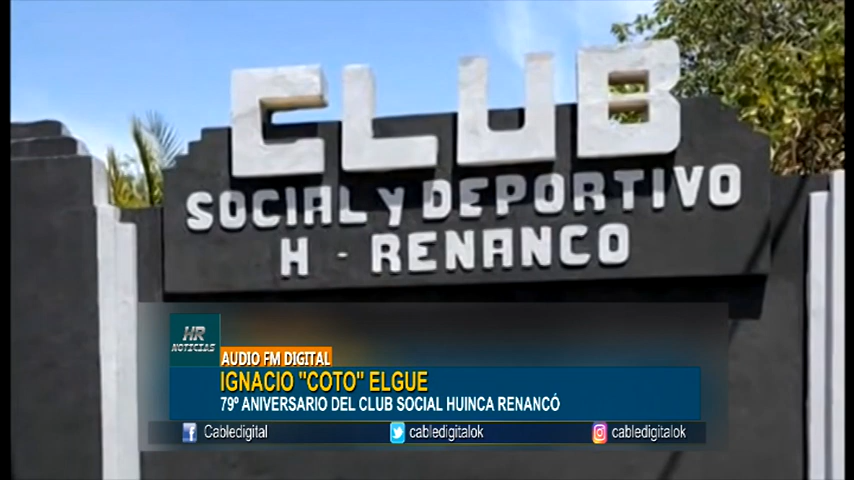 CLUB
SOCIAL y DEPORTIVO
H - RENANCO
HR
NOTICIAS
AUDIO FM DIGITAL
IGNACIO "COTO" ELGUE
79º ANIVERSARIO DEL CLUB SOCIAL HUINCA RENANCÓ
Cabledigital
cabledigitalok
cabledigitalok